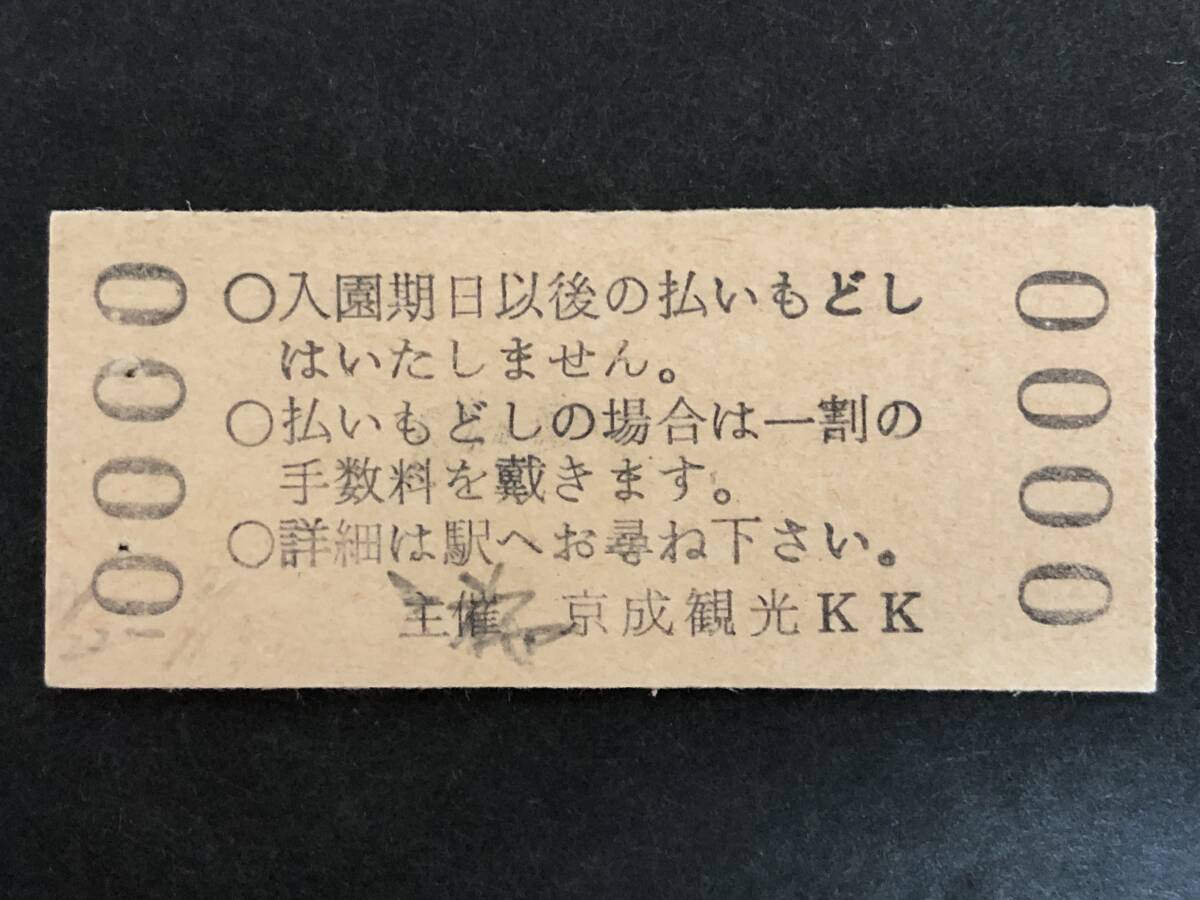 0000
○入園期日以後の払いもどし
はいたしません。
○払いもどしの場合は一割の
手数料を戴きます。
○詳細は駅へお尋ね下さい。
主催 京成観光KK
0000